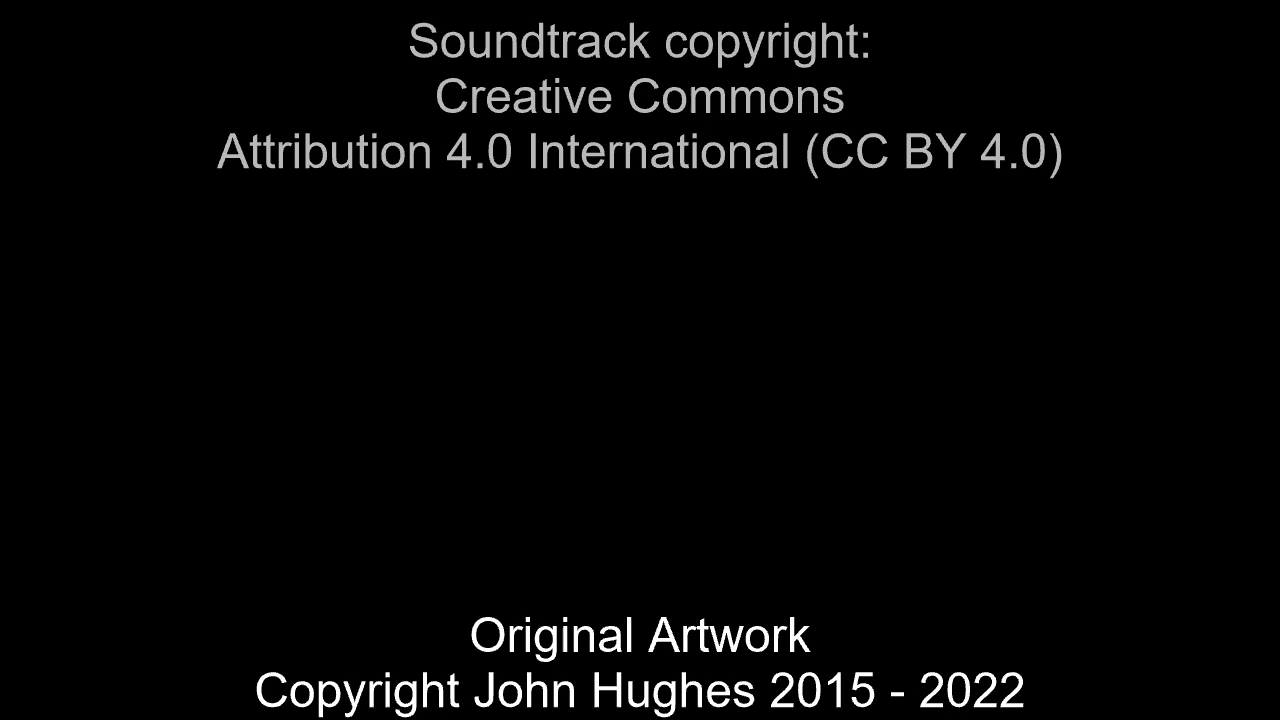 Soundtrack copyright:
Creative Commons
Attribution 4.0 International (CC BY 4.0)
Original Artwork
Copyright John Hughes 2015 - 2022